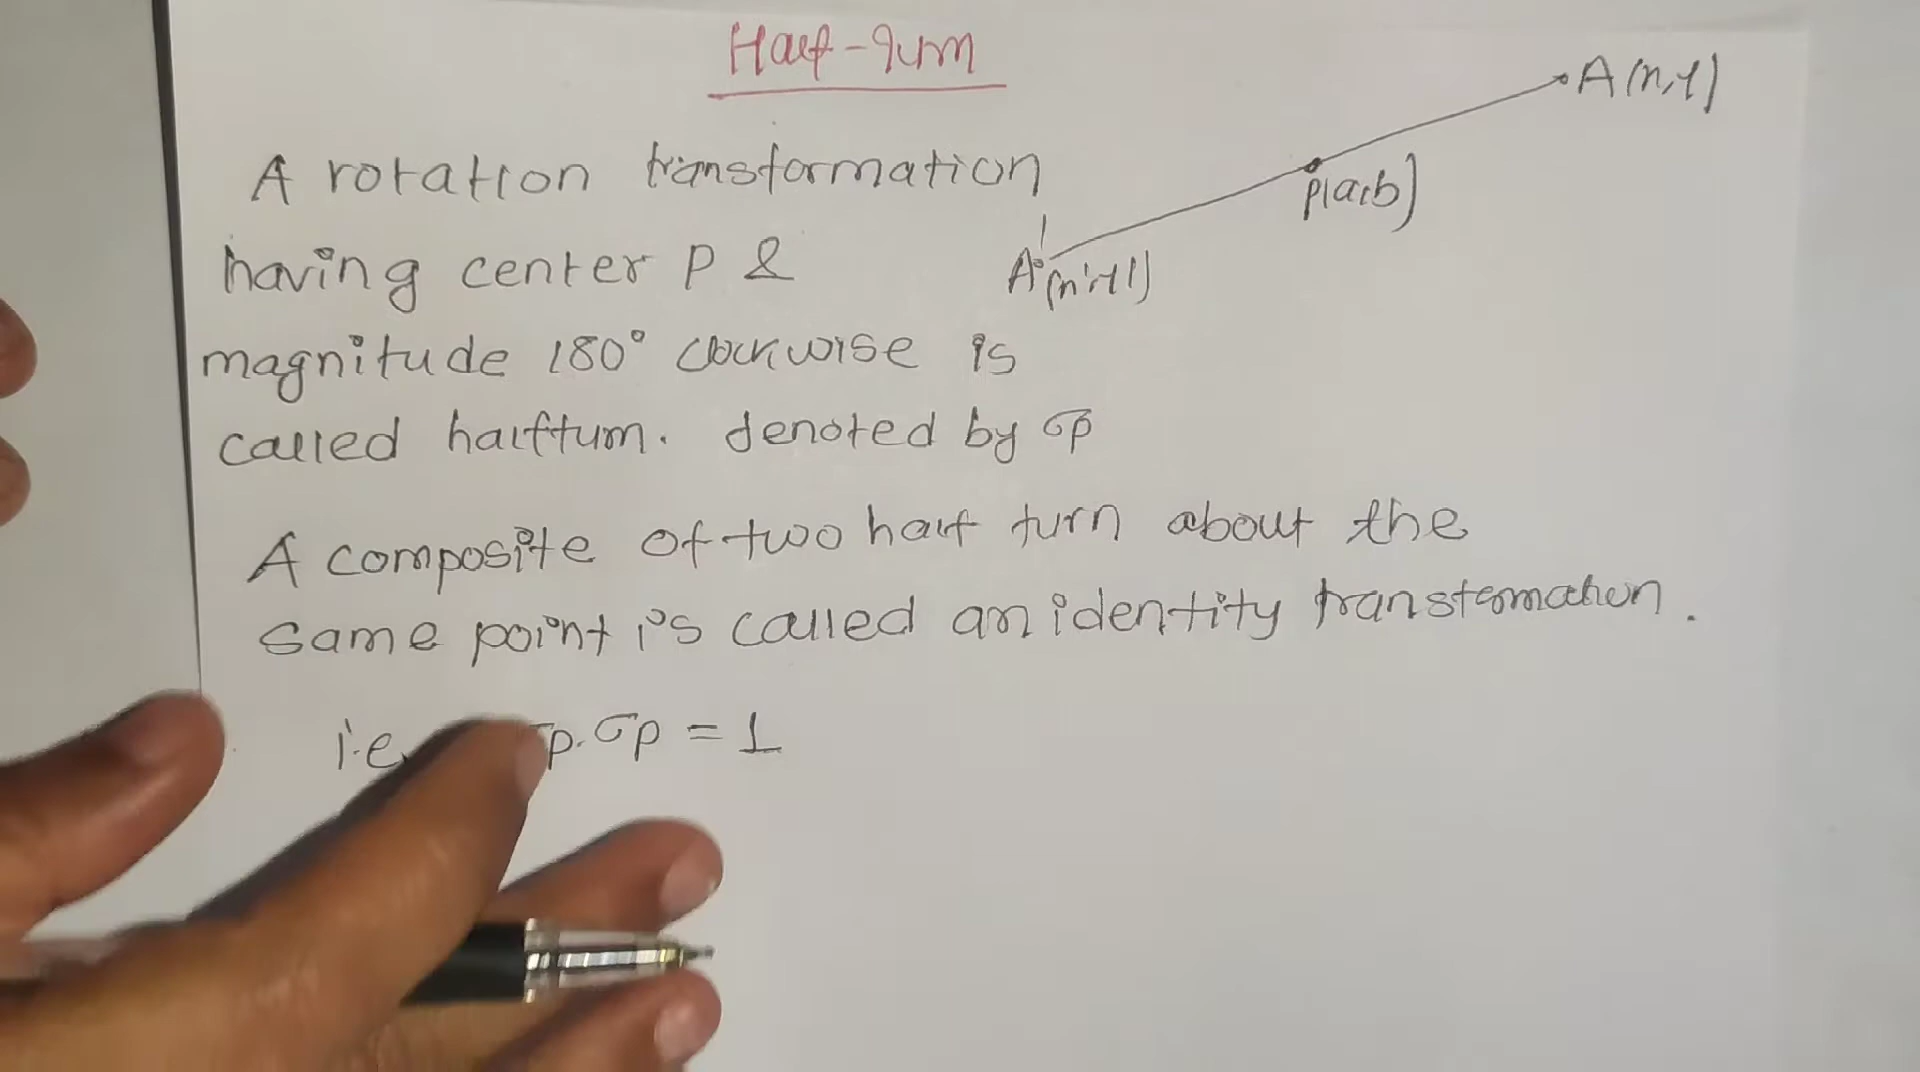 Half-turn
A rotation transformation
having center P &
magnitude 180° clockwise is
called halfturn. denoted by σp
A composite of two half turn about the
same point is called an identity transformation.
i.e. σp.σp = 1
A(x,y)
P(a,b)
A'(x',y')